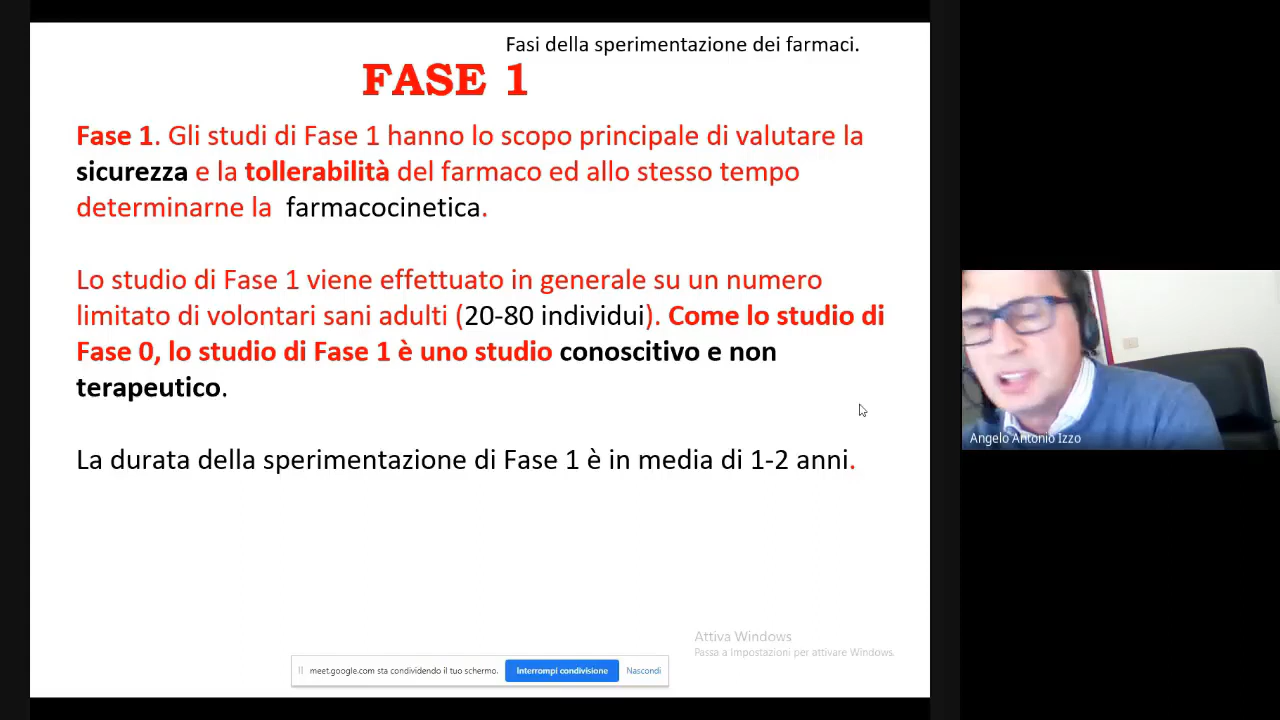 Fasi della sperimentazione dei farmaci.
FASE 1
Fase 1. Gli studi di Fase 1 hanno lo scopo principale di valutare la
sicurezza e la tollerabilità del farmaco ed allo stesso tempo
determinarne la farmacocinetica.
Lo studio di Fase 1 viene effettuato in generale su un numero
limitato di volontari sani adulti (20-80 individui). Come lo studio di
Fase 0, lo studio di Fase 1 è uno studio conoscitivo e non
terapeutico.
La durata della sperimentazione di Fase 1 è in media di 1-2 anni.
Angelo Antonio Izzo
Attiva Windows
Passa a Impostazioni per attivare Windows.
meet.google.com sta condividendo il tuo schermo. Interrompi condivisione Nascondi